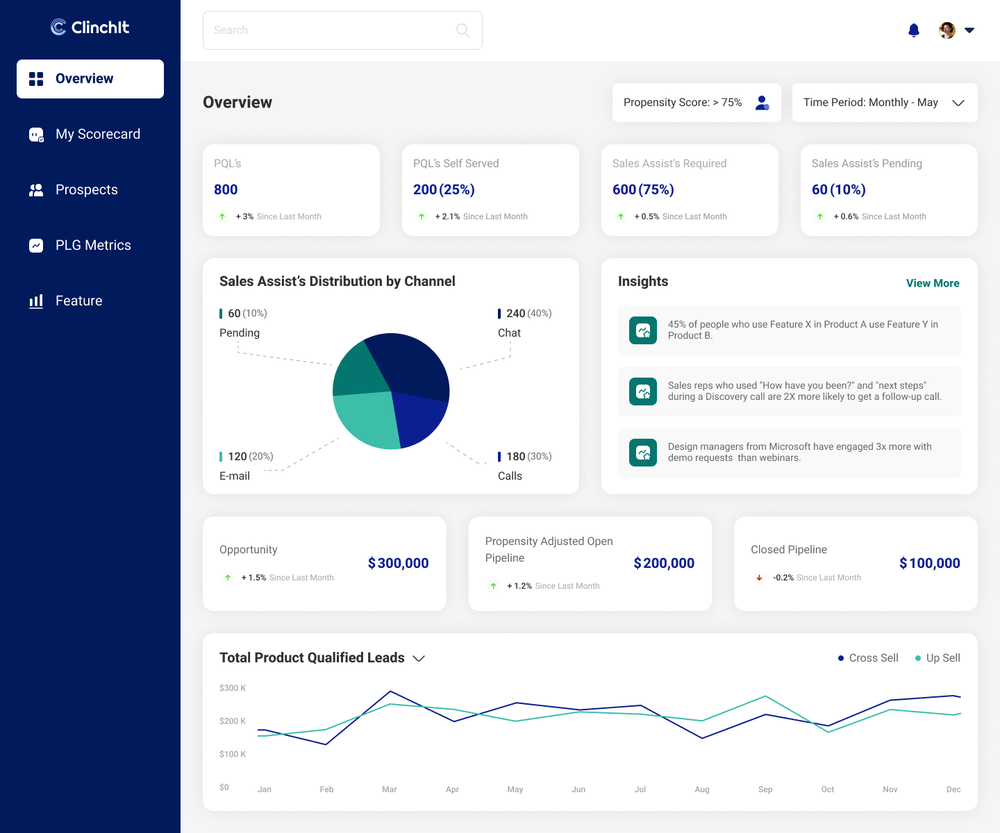 ClinchIt
Search
Overview
My Scorecard
Prospects
PLG Metrics
Feature
Overview
Propensity Score: > 75%
Time Period: Monthly - May
PQL's
800
+ 3% Since Last Month
PQL's Self Served
200 (25%)
+ 2.1% Since Last Month
Sales Assist's Required
600 (75%)
+ 0.5% Since Last Month
Sales Assist's Pending
60 (10%)
+ 0.6% Since Last Month
Sales Assist's Distribution by Channel
60 (10%)
Pending
240 (40%)
Chat
120 (20%)
E-mail
180 (30%)
Calls
Insights
View More
45% of people who use Feature X in Product A use Feature Y in
Product B.
Sales reps who used "How have you been?" and "next steps"
during a Discovery call are 2X more likely to get a follow-up call.
Design managers from Microsoft have engaged 3x more with
demo requests than webinars.
Opportunity
$300,000
+ 1.5% Since Last Month
Propensity Adjusted Open
Pipeline
$200,000
+ 1.2% Since Last Month
Closed Pipeline
$100,000
-0.2% Since Last Month
Total Product Qualified Leads
Cross Sell
Up Sell
$300 K
$200 K
$100 K
$0
Jan Feb Mar Apr May Jun Jul Aug Sep Oct Nov Dec